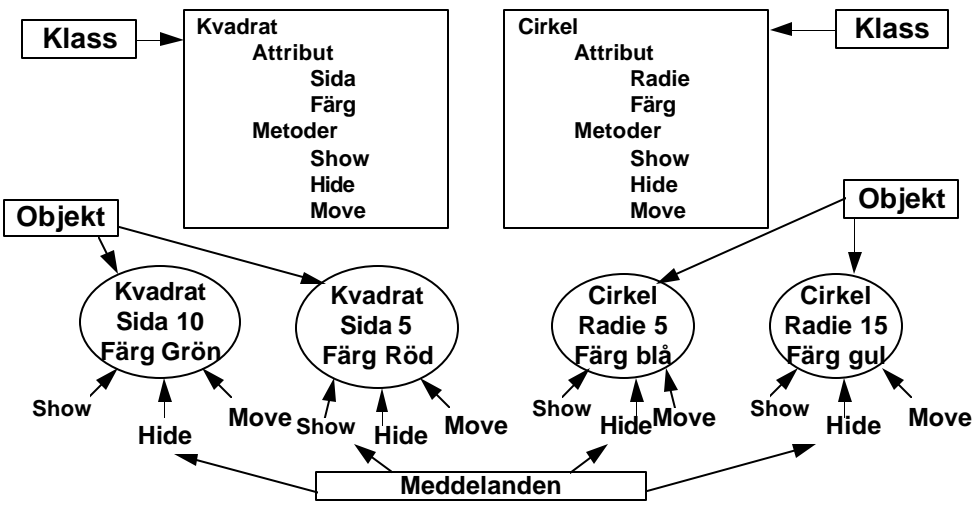 Klass
Kvadrat
Attribut
Sida
Färg
Metoder
Show
Hide
Move
Cirkel
Attribut
Radie
Färg
Metoder
Show
Hide
Move
Klass
Objekt
Objekt
Kvadrat
Sida 10
Färg Grön
Kvadrat
Sida 5
Färg Röd
Cirkel
Radie 5
Färg blå
Cirkel
Radie 15
Färg gul
Show
Hide
Move
Show
Hide
Move
Show
Hide
Move
Show
Hide
Move
Meddelanden